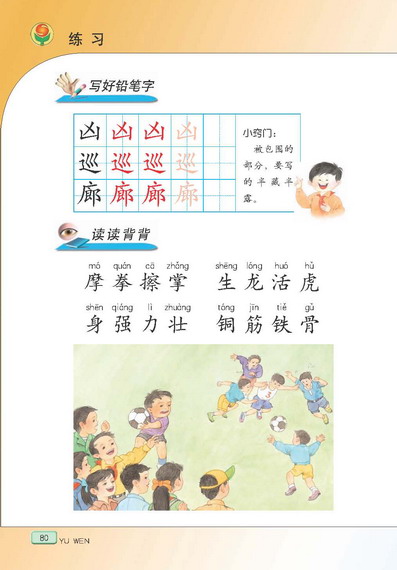 练习
写好铅笔字
凶 凶 凶 凶
巡 巡 巡 巡
廊 廊 廊 廊
小窍门：
被包围的
部分，要写
的半藏半
露。
读读背背
mó quán cā zhǎng shēng lóng huó hǔ
摩拳擦掌 生龙活虎
shēn qiáng lì zhuàng tóng jīn tiě gǔ
身强力壮 铜筋铁骨
80 YU WEN